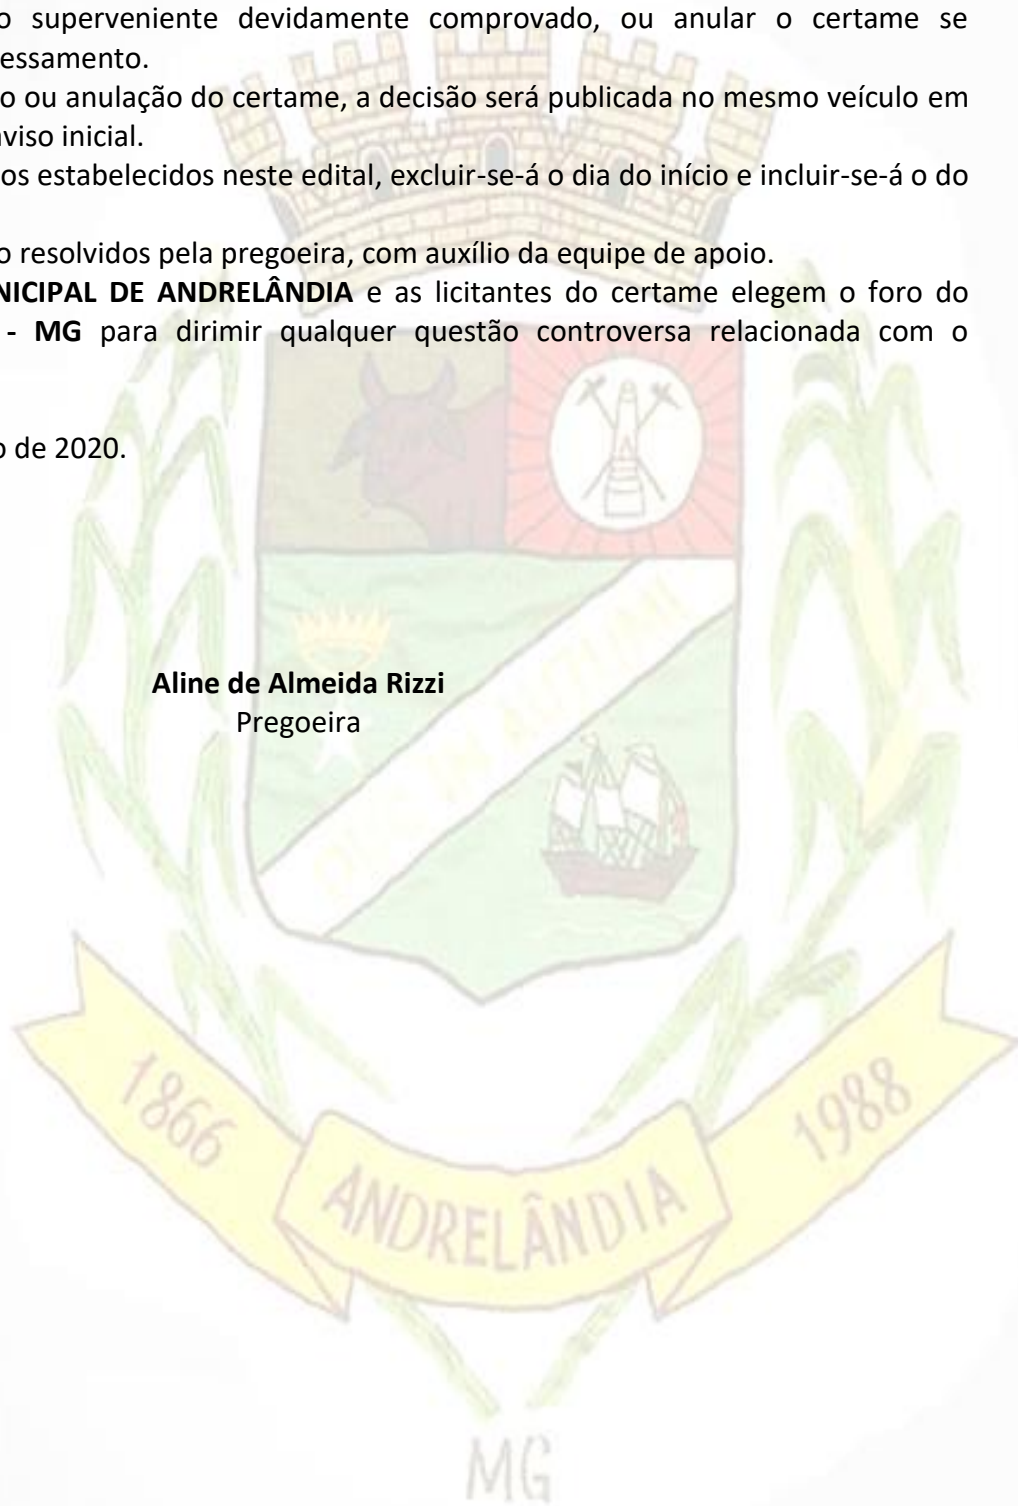 o superveniente devidamente comprovado, ou anular o certame se
essamento.
o ou anulação do certame, a decisão será publicada no mesmo veículo em
aviso inicial.
os estabelecidos neste edital, excluir-se-á o dia do início e incluir-se-á o do
o resolvidos pela pregoeira, com auxílio da equipe de apoio.
NICIPAL DE ANDRELÂNDIA e as licitantes do certame elegem o foro do
- MG para dirimir qualquer questão controversa relacionada com o
o de 2020.
Aline de Almeida Rizzi
Pregoeira
1866
ANDRELÂNDIA
1988
MG